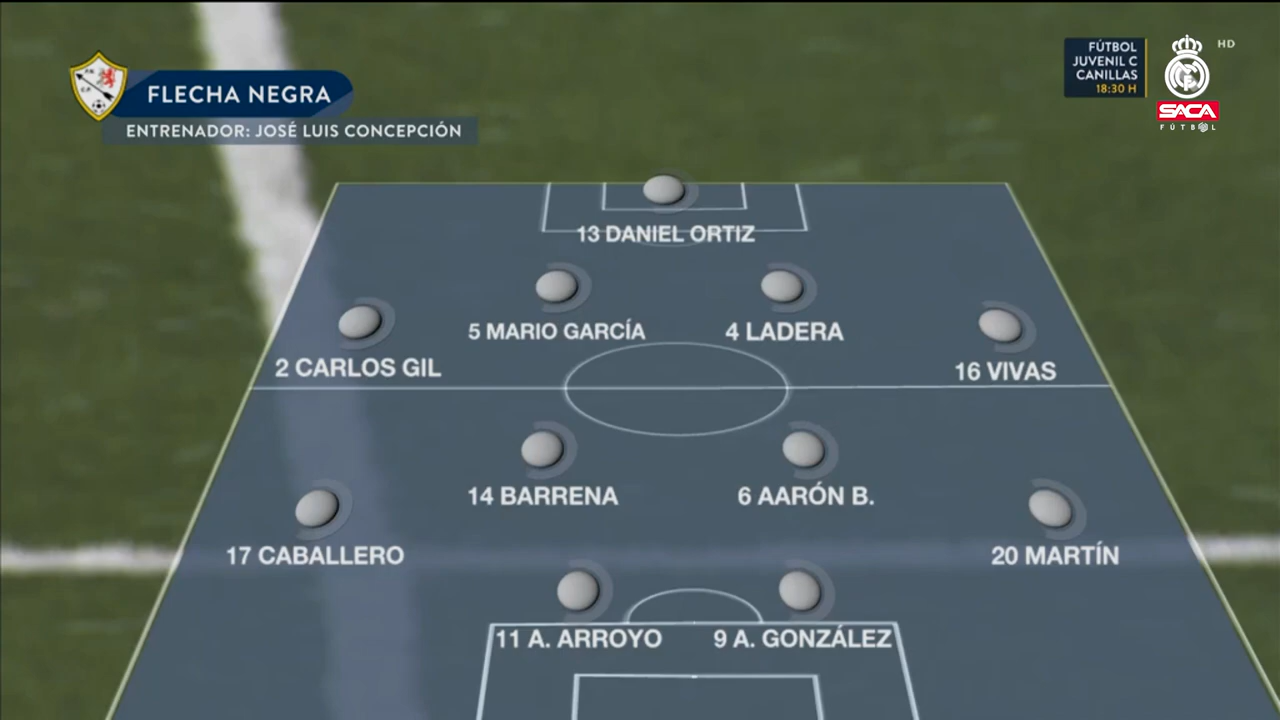 FLECHA NEGRA
ENTRENADOR: JOSÉ LUIS CONCEPCIÓN
FÚTBOL
JUVENIL C
CANILLAS
18:30 H
HD
SACA
FÚTBOL
13 DANIEL ORTIZ
5 MARIO GARCÍA
4 LADERA
2 CARLOS GIL
16 VIVAS
14 BARRENA
6 AARÓN B.
17 CABALLERO
20 MARTÍN
11 A. ARROYO
9 A. GONZÁLEZ